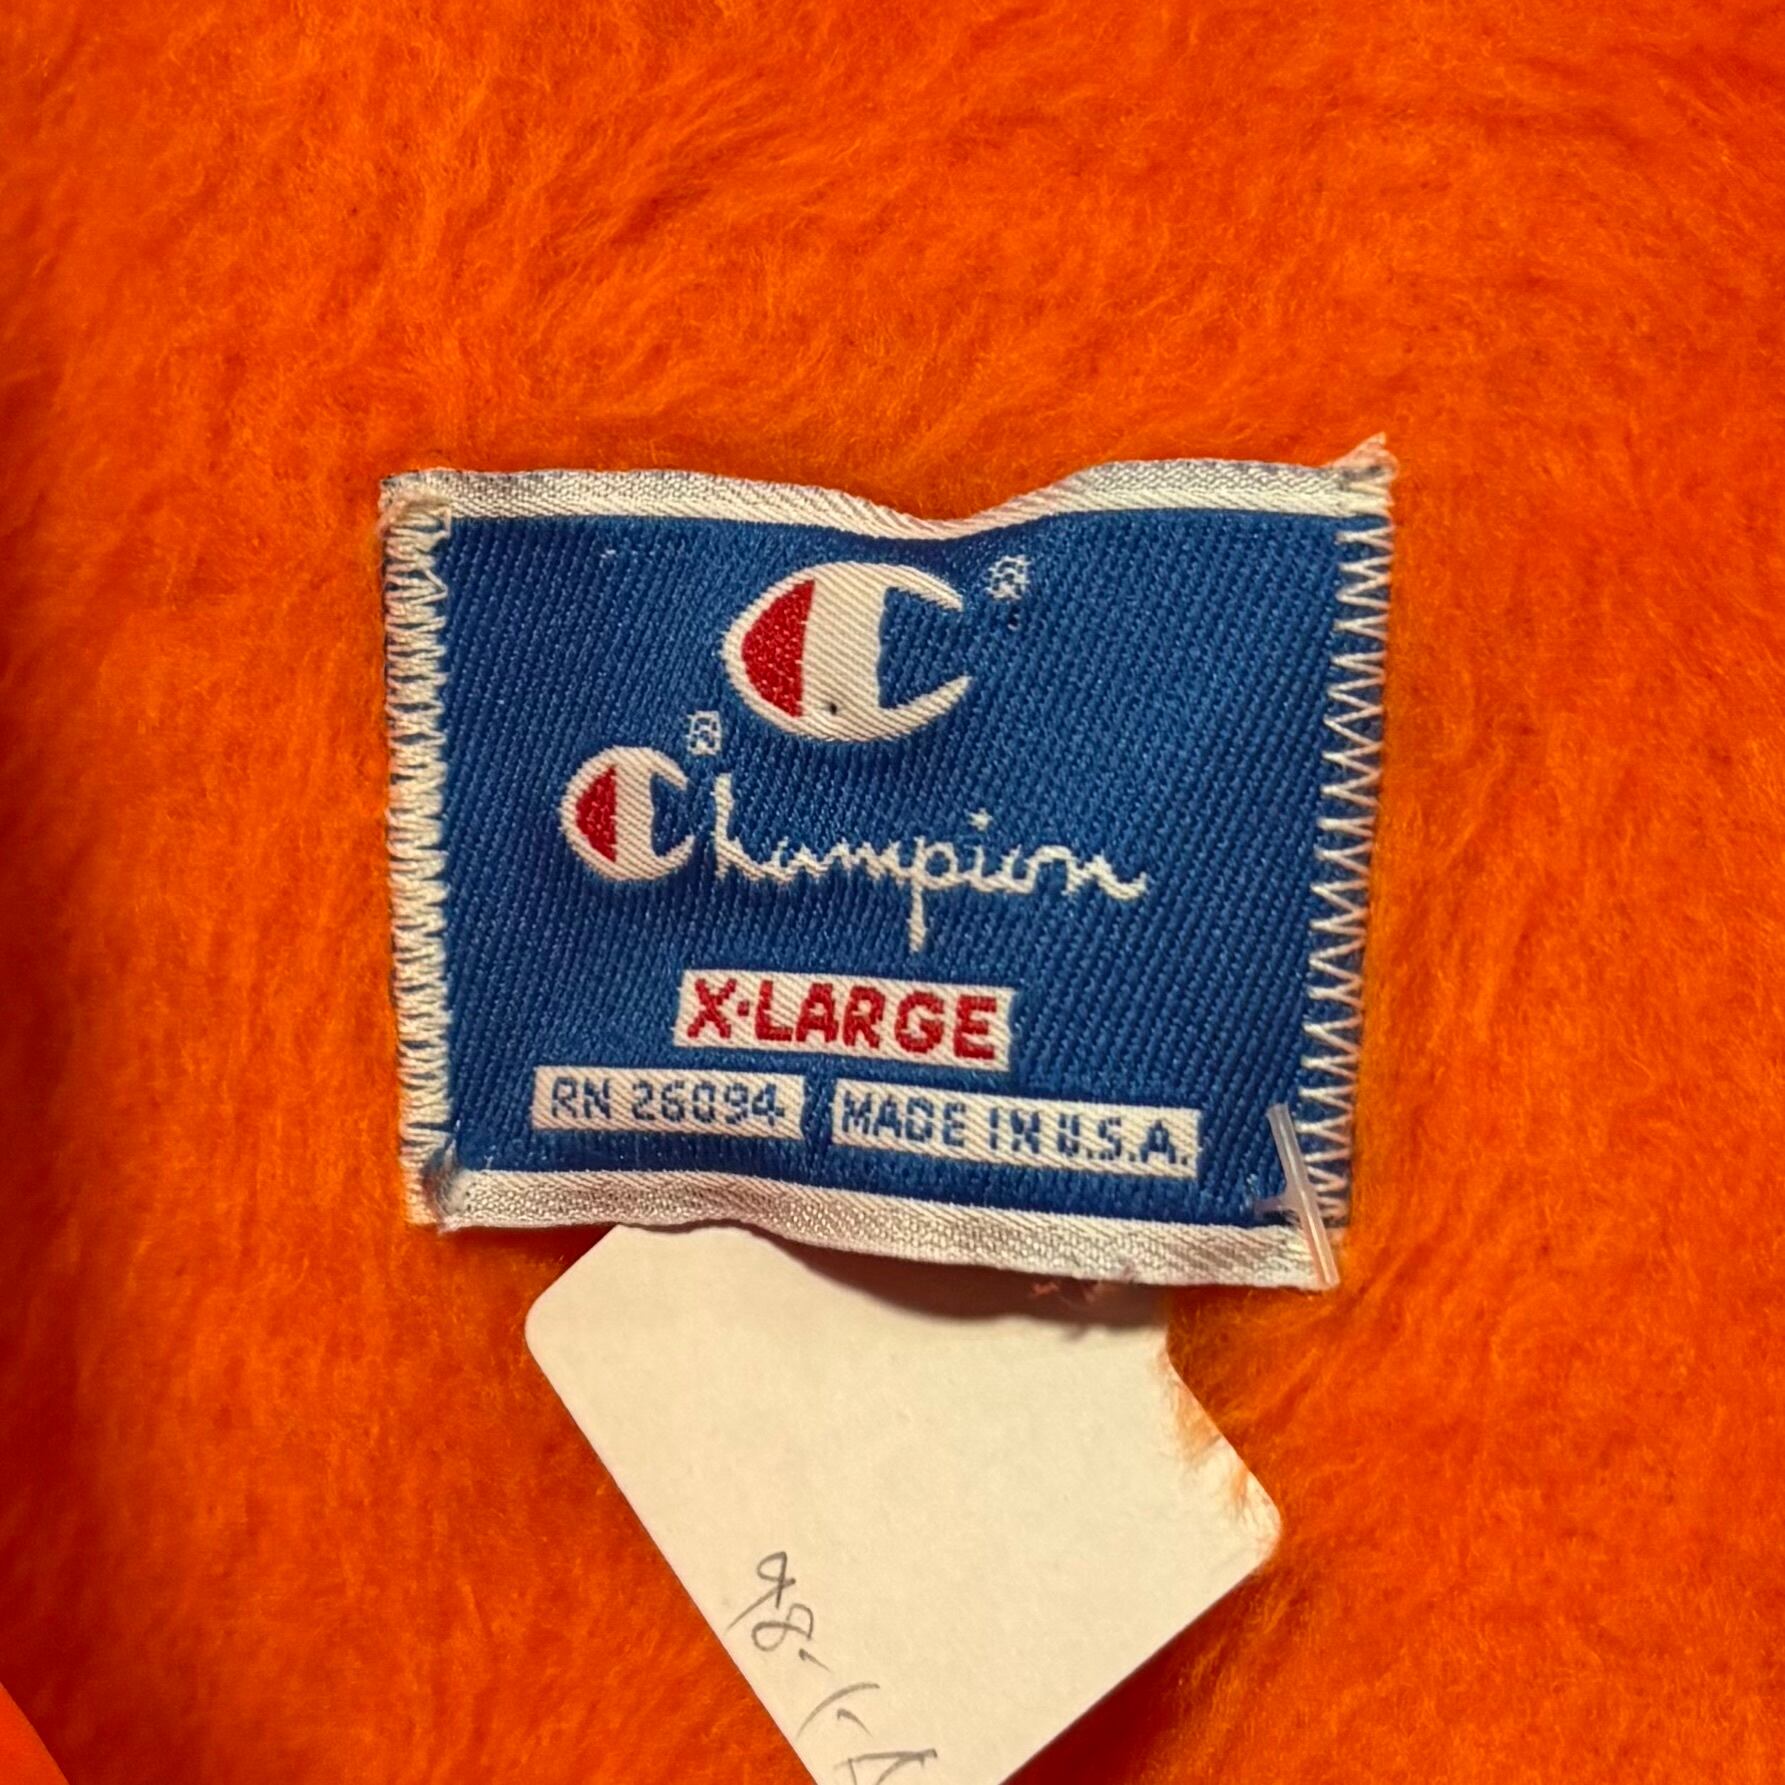 ®
Champion®
X-LARGE
RN 26094 MADE IN U.S.A.